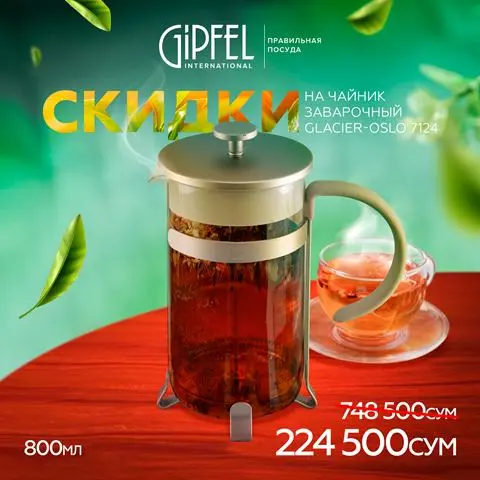 GIPFEL
INTERNATIONAL
ПРАВИЛЬНАЯ
ПОСУДА
СКИДКИ
НА ЧАЙНИК
ЗАВАРОЧНЫЙ
GLACIER-OSLO 7124
748 500СУМ
224 500СУМ
800МЛ